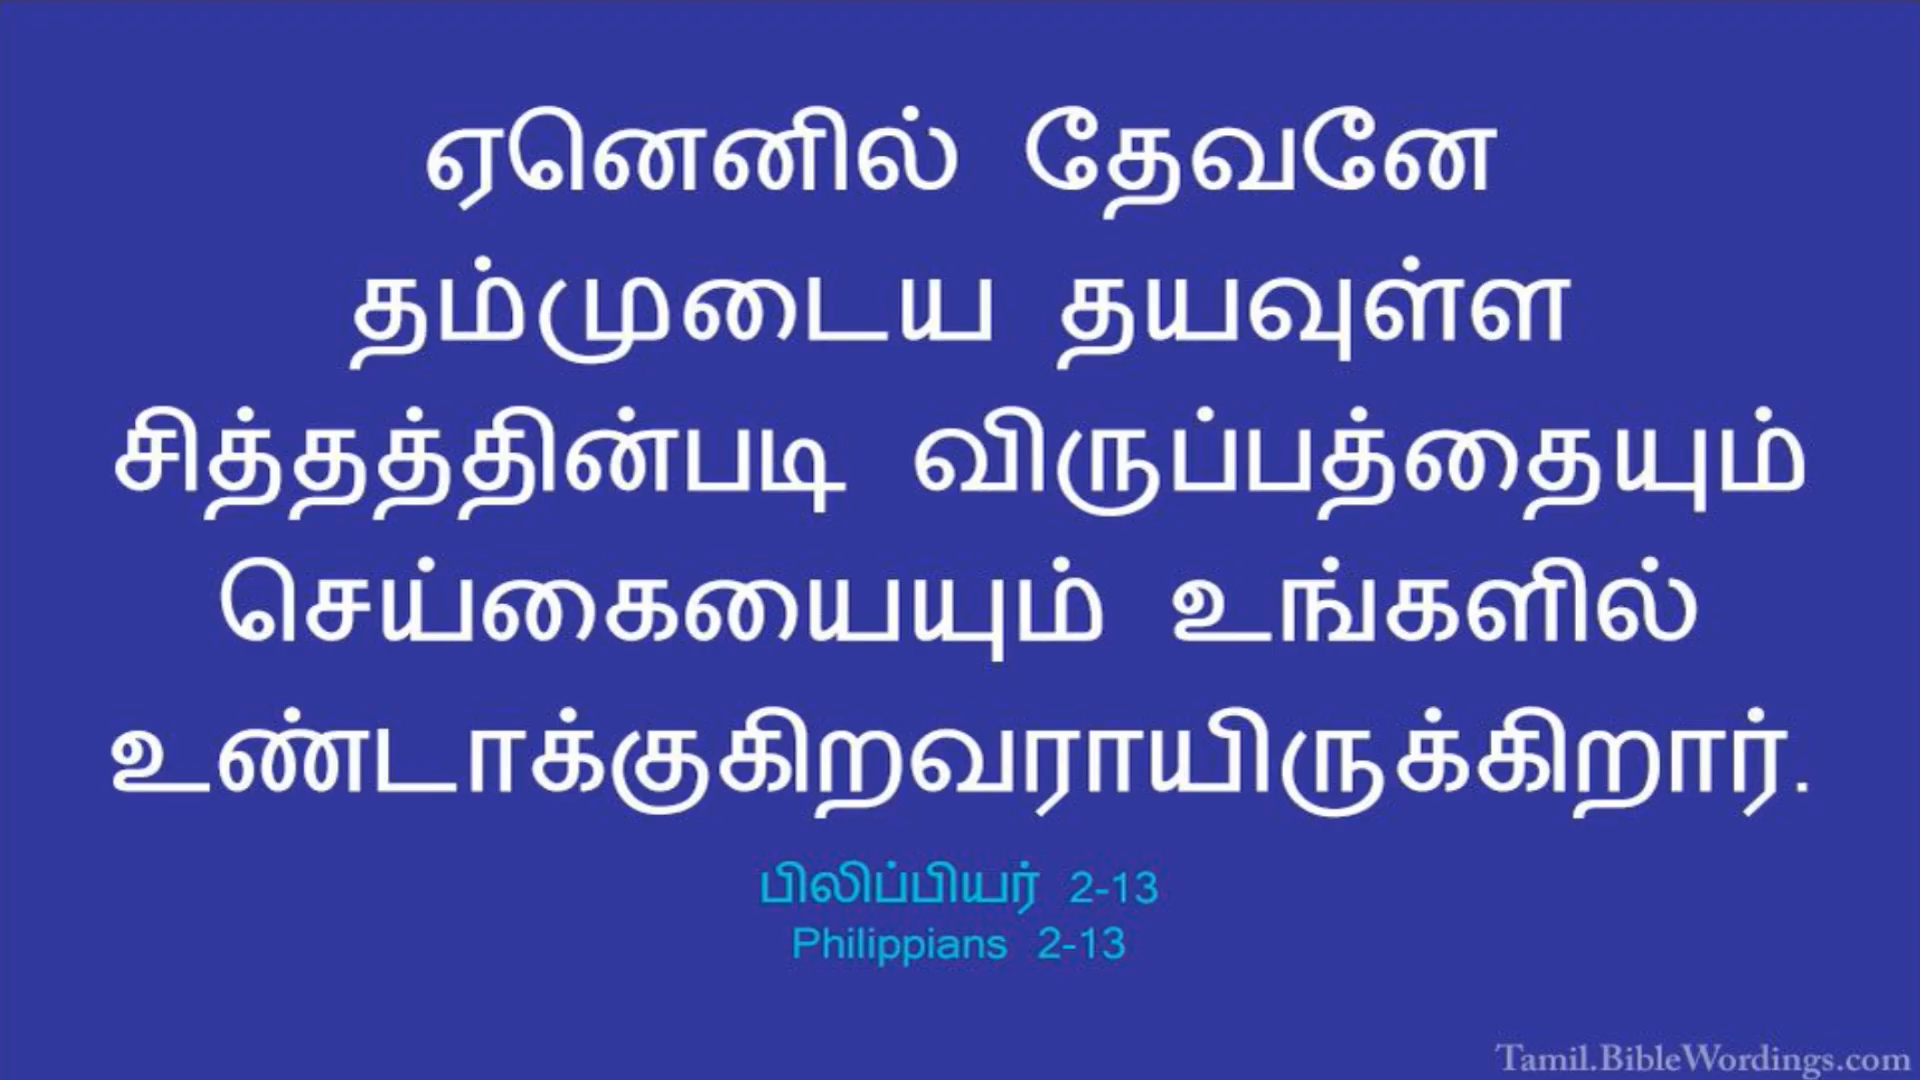 ஏனெனில் தேவனே
தம்முடைய தயவுள்ள
சித்தத்தின்படி விருப்பத்தையும்
செய்கையையும் உங்களில்
உண்டாக்குகிறவராயிருக்கிறார்.
பிலிப்பியர் 2-13
Philippians 2-13
Tamil.BibleWordings.com